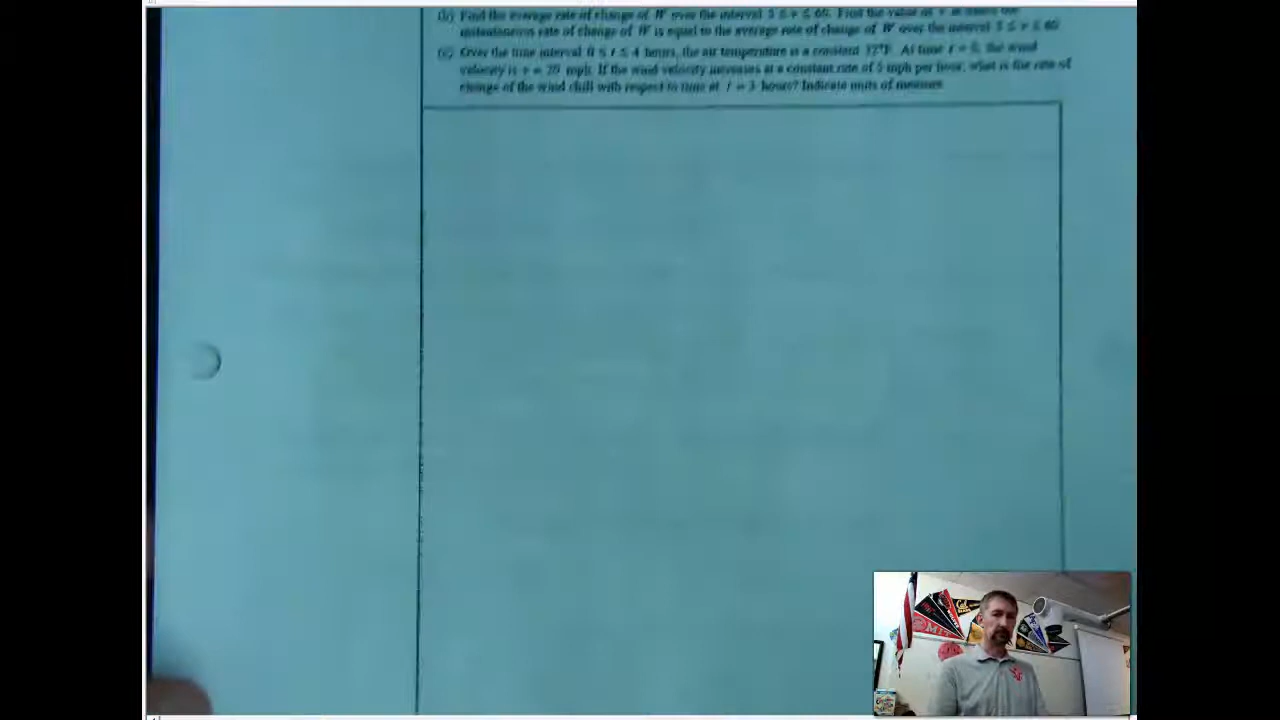 (b) Find the average rate of change of W over the interval 5 ≤ v ≤ 60. Find the value of v at which the
instantaneous rate of change of W is equal to the average rate of change of W over the interval 5 ≤ v ≤ 60.
(c) Over the time interval 0 ≤ t ≤ 4 hours, the air temperature is a constant 32°F. At time t = 0, the wind
velocity is v = 20 mph. If the wind velocity increases at a constant rate of 5 mph per hour, what is the rate of
change of the wind chill with respect to time at t = 3 hours? Indicate units of measure.
MIT
Cal